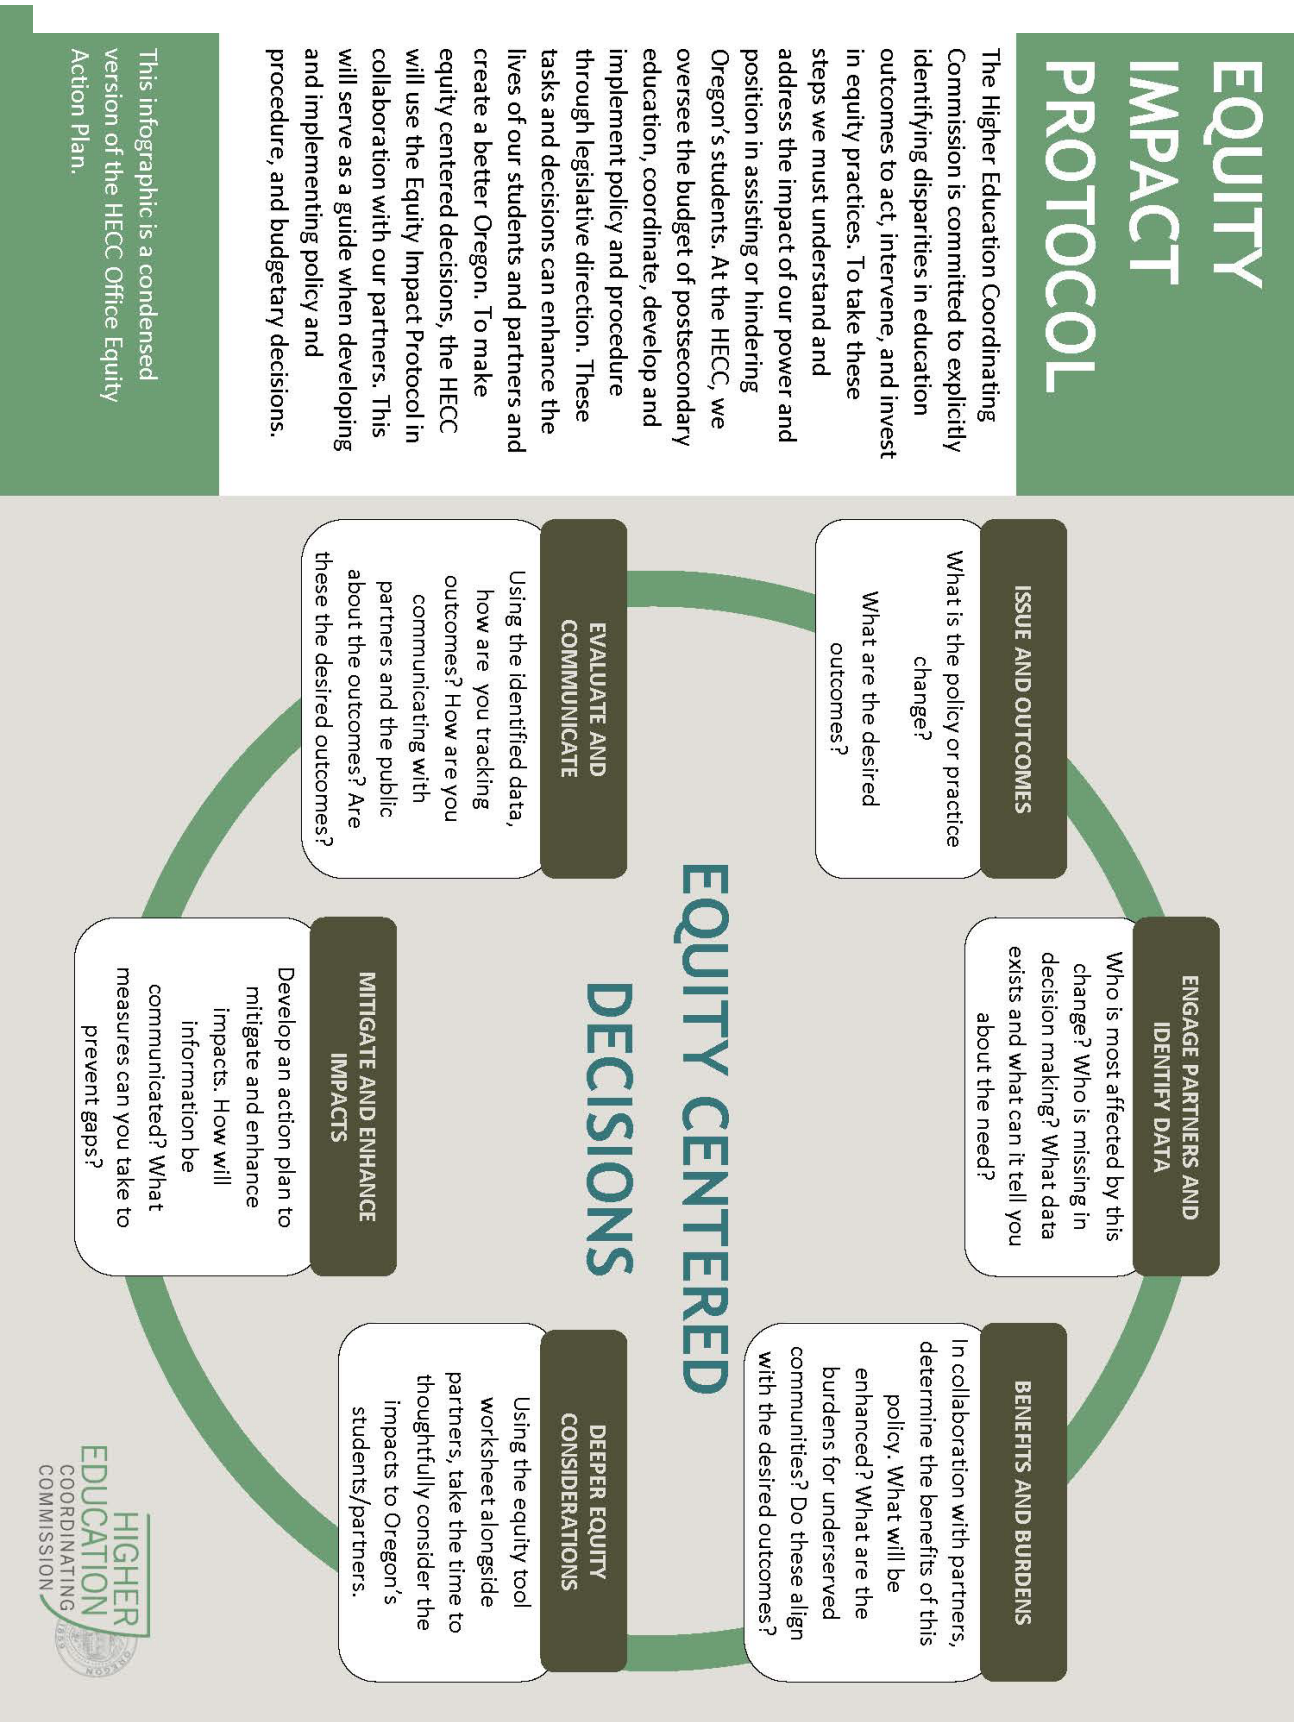 EQUITY
IMPACT
PROTOCOL
The Higher Education Coordinating
Commission is committed to explicitly
identifying disparities in education
outcomes to act, intervene, and invest
in equity practices. To take these
steps we must understand and
address the impact of our power and
position in assisting or hindering
Oregon's students. At the HECC, we
oversee the budget of postsecondary
education, coordinate, develop and
implement policy and procedure
through legislative direction. These
tasks and decisions can enhance the
lives of our students and partners and
create a better Oregon. To make
equity centered decisions, the HECC
will use the Equity Impact Protocol in
collaboration with our partners. This
will serve as a guide when developing
and implementing policy and
procedure, and budgetary decisions.
This infographic is a condensed
version of the HECC Office Equity
Action Plan.
ISSUE AND OUTCOMES
What is the policy or practice
change?
What are the desired
outcomes?
ENGAGE PARTNERS AND
IDENTIFY DATA
Who is most affected by this
change? Who is missing in
decision making? What data
exists and what can it tell you
about the need?
BENEFITS AND BURDENS
In collaboration with partners,
determine the benefits of this
policy. What will be
enhanced? What are the
burdens for underserved
communities? Do these align
with the desired outcomes?
EQUITY CENTERED
DECISIONS
EVALUATE AND
COMMUNICATE
Using the identified data,
how are you tracking
outcomes? How are you
communicating with
partners and the public
about the outcomes? Are
these the desired outcomes?
MITIGATE AND ENHANCE
IMPACTS
Develop an action plan to
mitigate and enhance
impacts. How will
information be
communicated? What
measures can you take to
prevent gaps?
DEEPER EQUITY
CONSIDERATIONS
Using the equity tool
worksheet alongside
partners, take the time to
thoughtfully consider the
impacts to Oregon's
students/partners.
HIGHER
EDUCATION
COORDINATING
COMMISSION
OREGON
1859